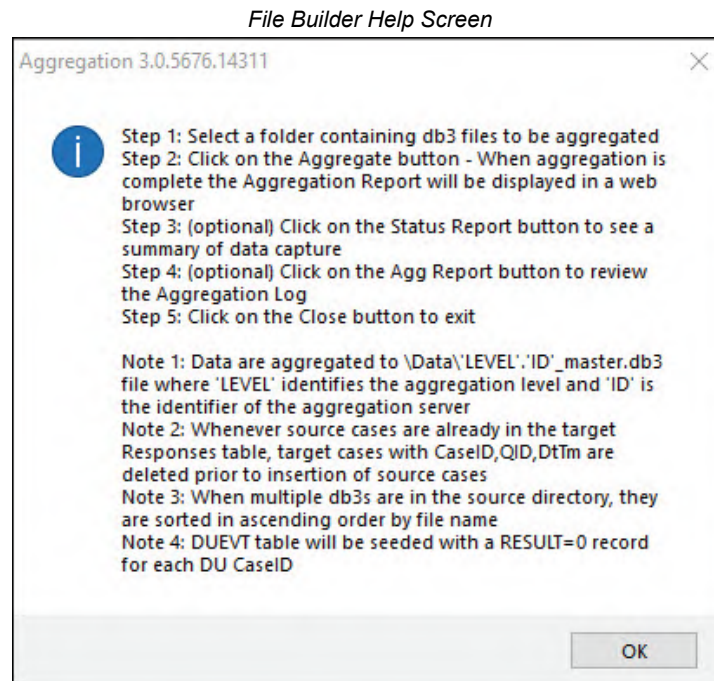 File Builder Help Screen
Aggregation 3.0.5676.14311
Step 1: Select a folder containing db3 files to be aggregated
Step 2: Click on the Aggregate button - When aggregation is
complete the Aggregation Report will be displayed in a web
browser
Step 3: (optional) Click on the Status Report button to see a
summary of data capture
Step 4: (optional) Click on the Agg Report button to review
the Aggregation Log
Step 5: Click on the Close button to exit
Note 1: Data are aggregated to \Data\'LEVEL'.'ID'_master.db3
file where 'LEVEL' identifies the aggregation level and 'ID' is
the identifier of the aggregation server
Note 2: Whenever source cases are already in the target
Responses table, target cases with CaseID,QID,DtTm are
deleted prior to insertion of source cases
Note 3: When multiple db3s are in the source directory, they
are sorted in ascending order by file name
Note 4: DUEVT table will be seeded with a RESULT=0 record
for each DU CaseID
OK